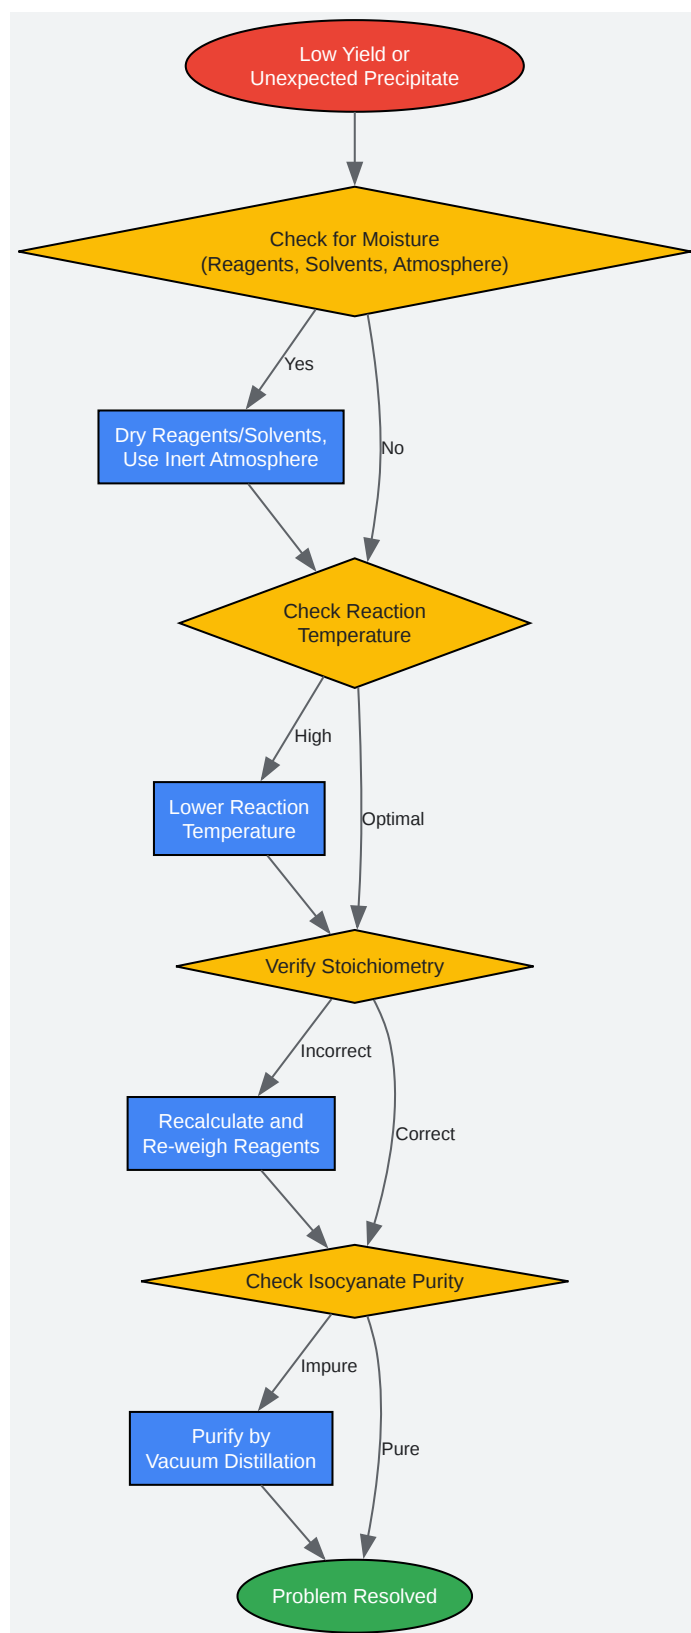 Low Yield or
Unexpected Precipitate
Check for Moisture
(Reagents, Solvents, Atmosphere)
Yes
Dry Reagents/Solvents,
Use Inert Atmosphere
No
Check Reaction
Temperature
High
Lower Reaction
Temperature
Optimal
Verify Stoichiometry
Incorrect
Recalculate and
Re-weigh Reagents
Correct
Check Isocyanate Purity
Impure
Purify by
Vacuum Distillation
Pure
Problem Resolved